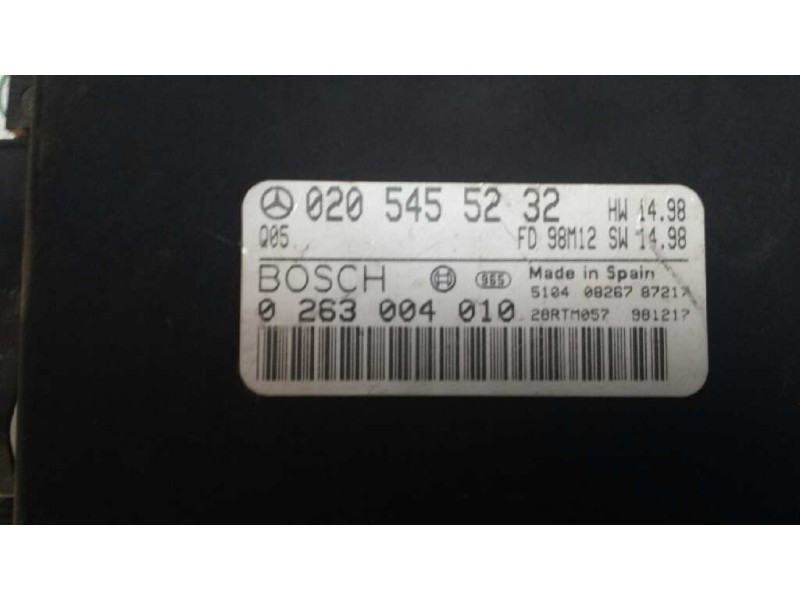 020 545 52 32 HW 14.98
Q05 FD 98M12 SW 14.98
BOSCH 965 Made in Spain
5104 08267 87217
0 263 004 010 28RTM057 981217